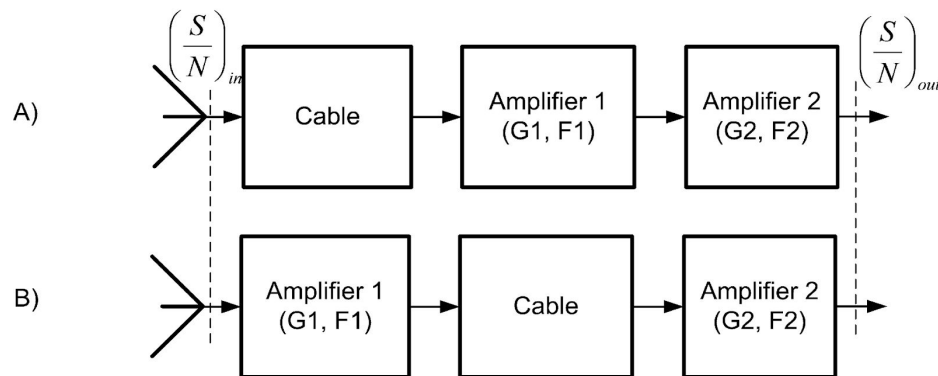 (S/N)in
(S/N)out
A)
Cable
Amplifier 1
(G1, F1)
Amplifier 2
(G2, F2)
B)
Amplifier 1
(G1, F1)
Cable
Amplifier 2
(G2, F2)